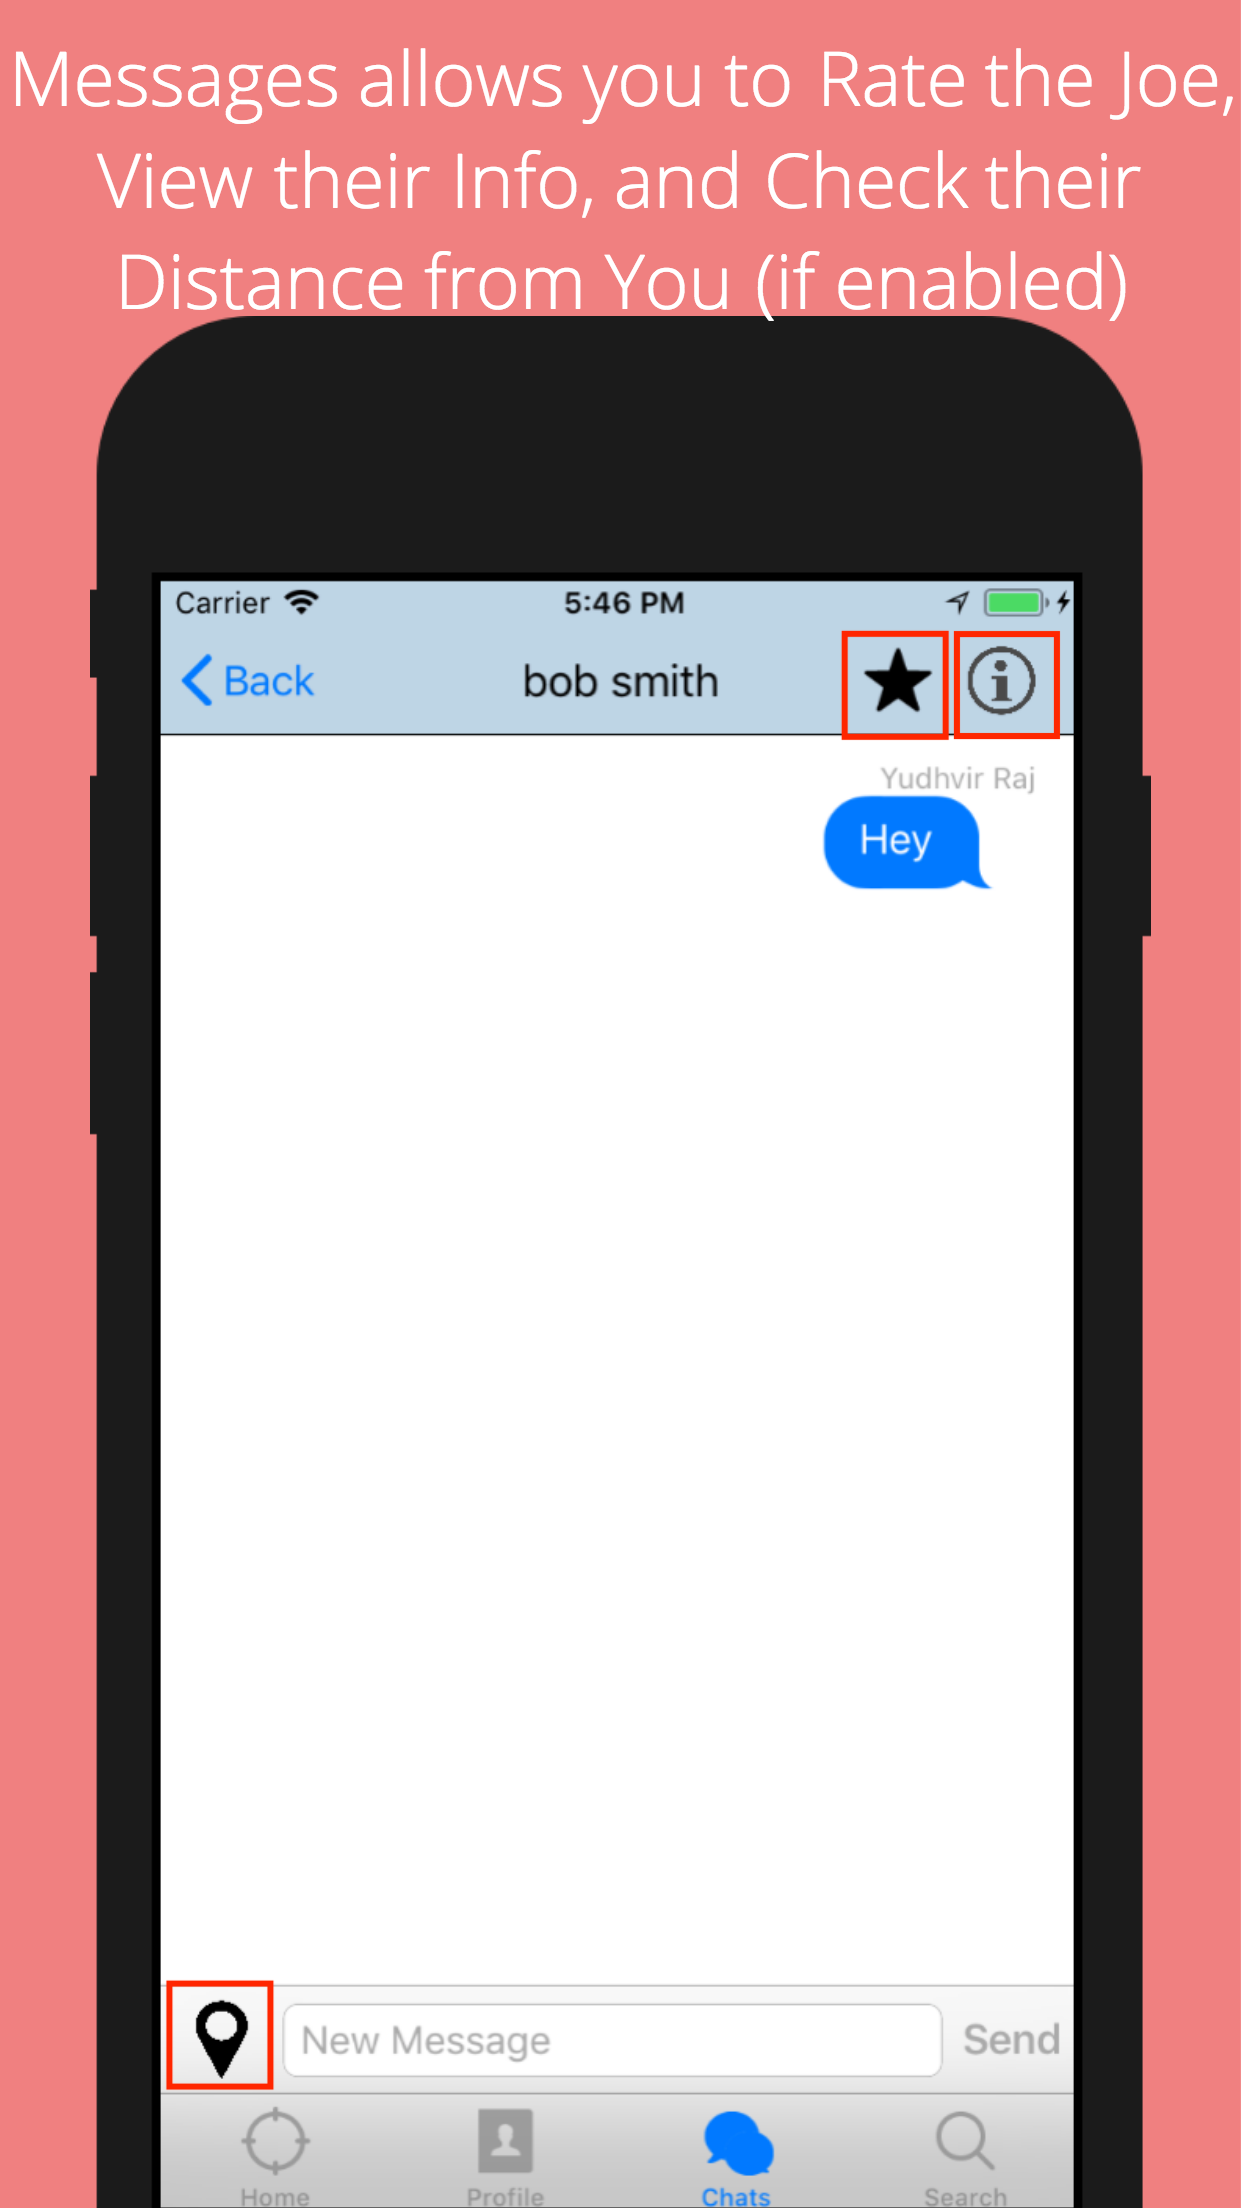 Messages allows you to Rate the Joe,
View their Info, and Check their
Distance from You (if enabled)
Carrier 5:46 PM
Back bob smith
Yudhvir Raj
Hey
New Message Send
Home Profile Chats Search